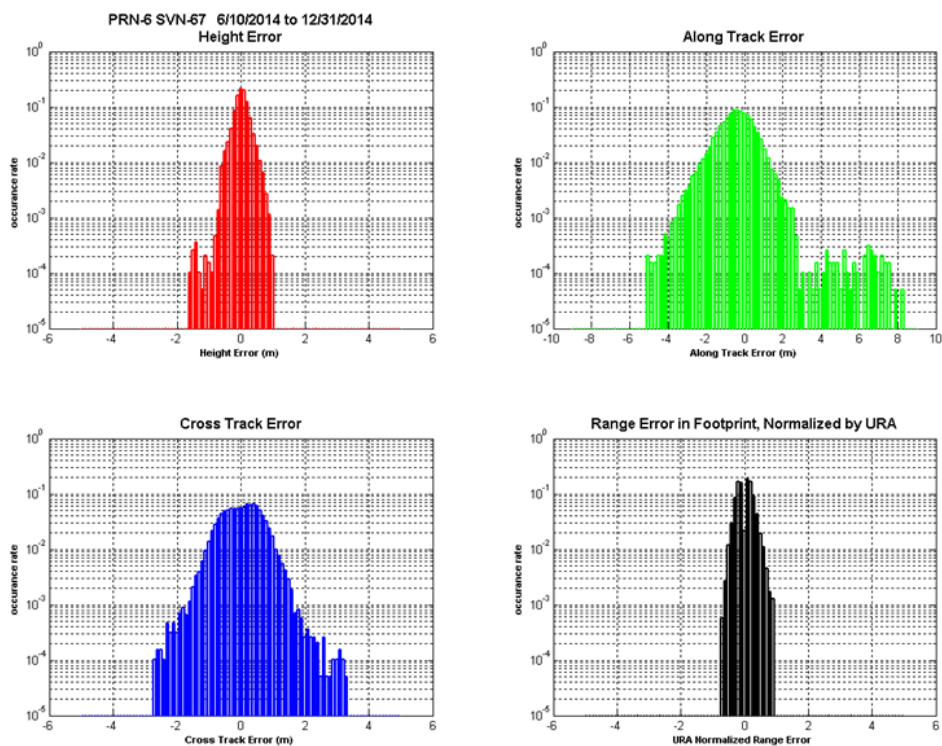 PRN-6 SVN-67 6/10/2014 to 12/31/2014
Height Error
10^0
10^-1
10^-2
10^-3
10^-4
10^-5
occurance rate
-6 -4 -2 0 2 4 6
Height Error (m)
Along Track Error
10^0
10^-1
10^-2
10^-3
10^-4
10^-5
occurance rate
-10 -8 -6 -4 -2 0 2 4 6 8 10
Along Track Error (m)
Cross Track Error
10^0
10^-1
10^-2
10^-3
10^-4
10^-5
occurance rate
-6 -4 -2 0 2 4 6
Cross Track Error (m)
Range Error in Footprint, Normalized by URA
10^0
10^-1
10^-2
10^-3
10^-4
10^-5
occurance rate
-6 -4 -2 0 2 4 6
URA Normalized Range Error